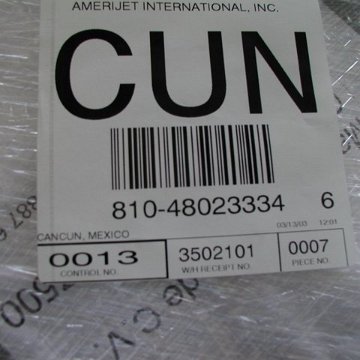 AMERIJET INTERNATIONAL, INC.
CUN
810-48023334 6
03/13/03 12:01
CANCUN, MEXICO
0013 3502101 0007
CONTROL NO. W/H RECEIPT NO. PIECE NO.
de C.V.